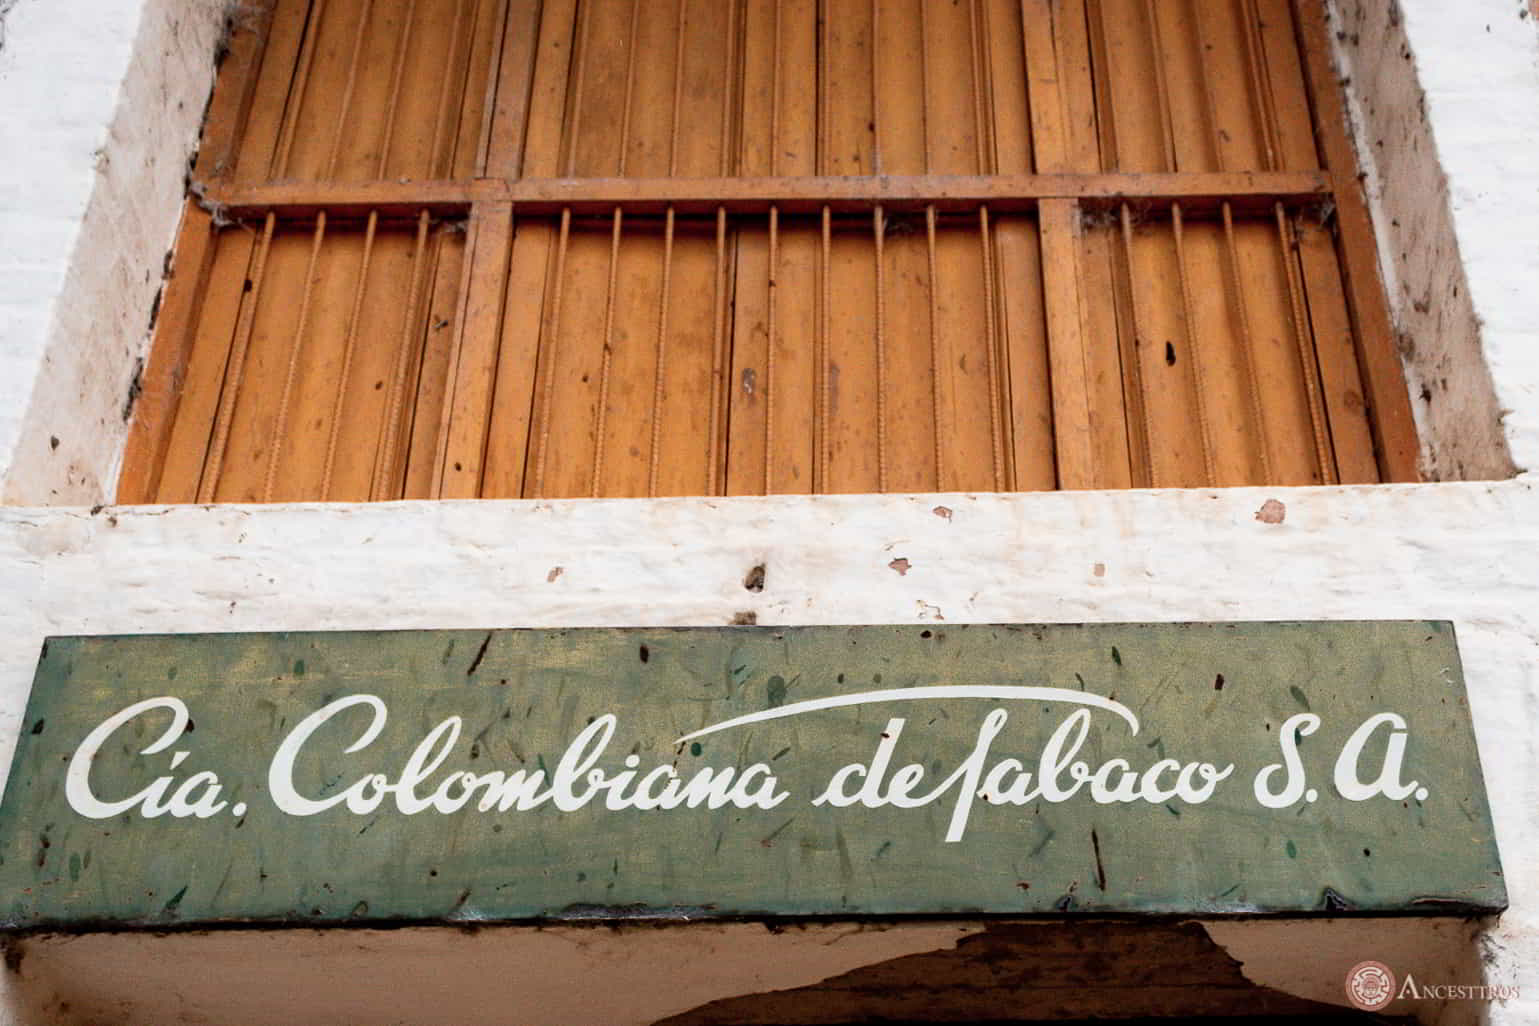 Cía. Colombiana de Tabaco S.A.
ANCESTTROS